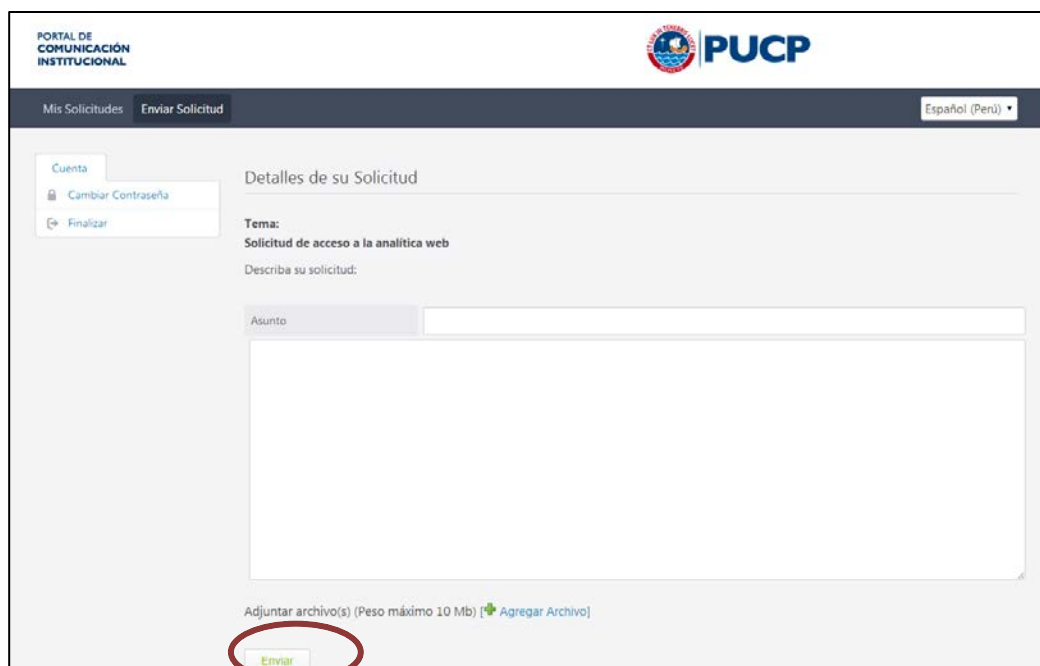 PORTAL DE
COMUNICACIÓN
INSTITUCIONAL
PUCP
Mis Solicitudes Enviar Solicitud Español (Perú)
Cuenta
Cambiar Contraseña
Finalizar
Detalles de su Solicitud
Tema:
Solicitud de acceso a la analítica web
Describa su solicitud:
Asunto
Adjuntar archivo(s) (Peso máximo 10 Mb) [Agregar Archivo]
Enviar